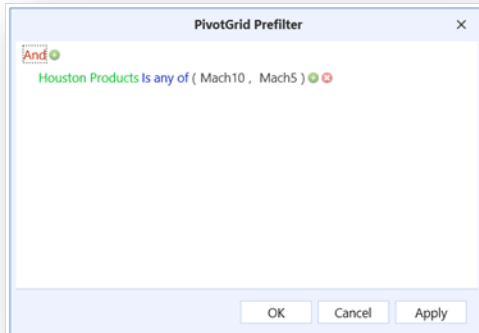 PivotGrid Prefilter
And
Houston Products Is any of ( Mach10 , Mach5 )
OK Cancel Apply